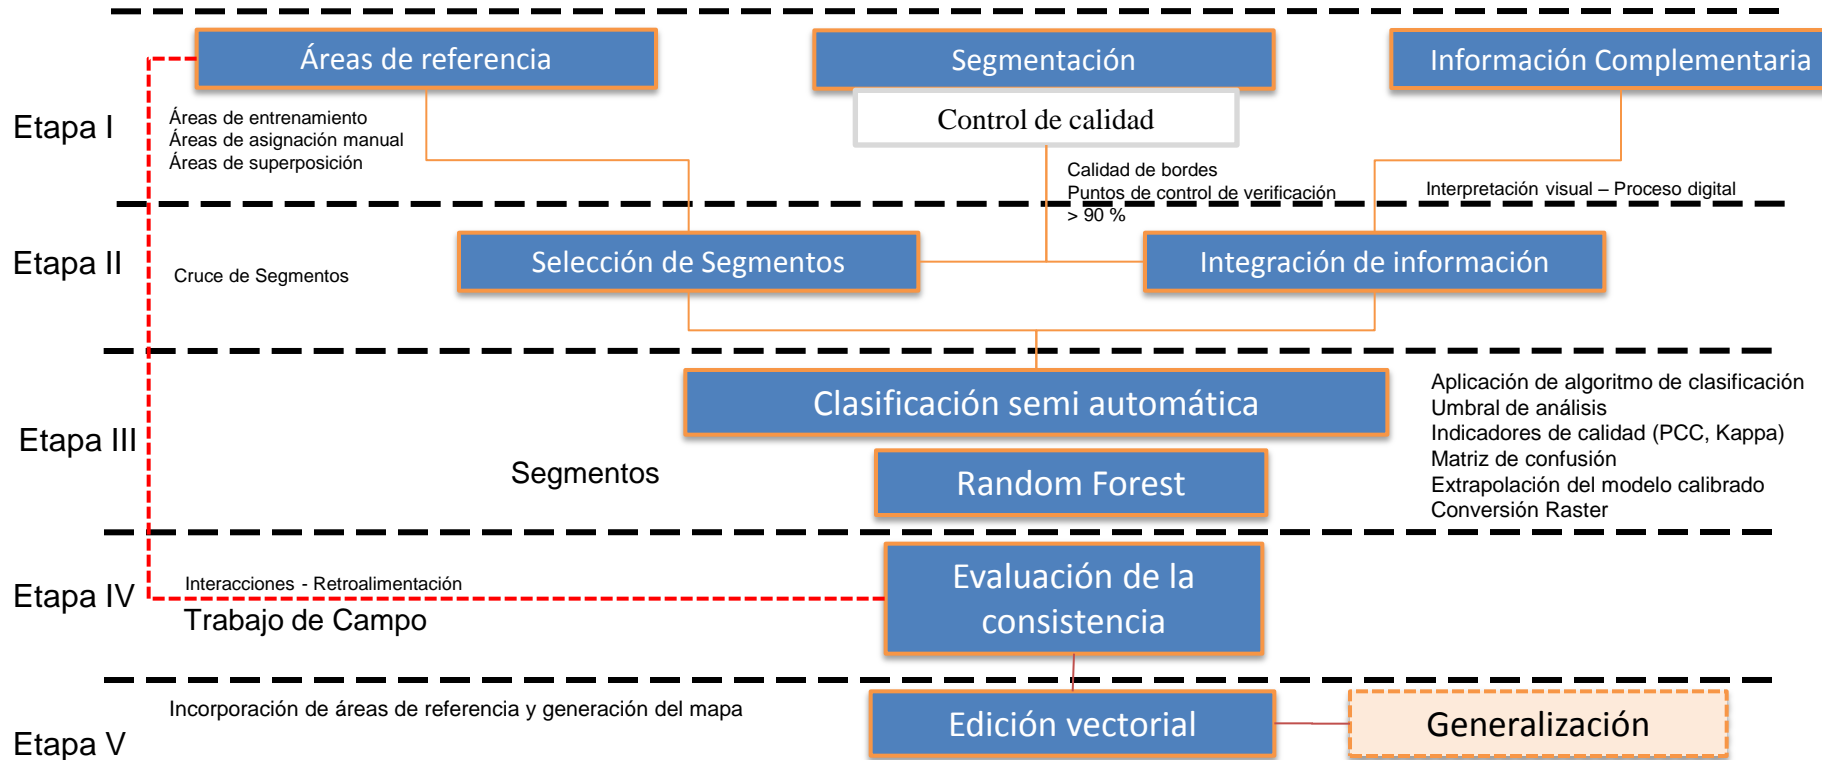 Áreas de referencia
Segmentación
Información Complementaria
Control de calidad
Etapa I
Áreas de entrenamiento
Áreas de asignación manual
Áreas de superposición
Calidad de bordes
Puntos de control de verificación
> 90 %
Interpretación visual – Proceso digital
Etapa II
Cruce de Segmentos
Selección de Segmentos
Integración de información
Etapa III
Segmentos
Clasificación semi automática
Random Forest
Aplicación de algoritmo de clasificación
Umbral de análisis
Indicadores de calidad (PCC, Kappa)
Matriz de confusión
Extrapolación del modelo calibrado
Conversión Raster
Etapa IV
Interacciones - Retroalimentación
Trabajo de Campo
Evaluación de la
consistencia
Etapa V
Incorporación de áreas de referencia y generación del mapa
Edición vectorial
Generalización